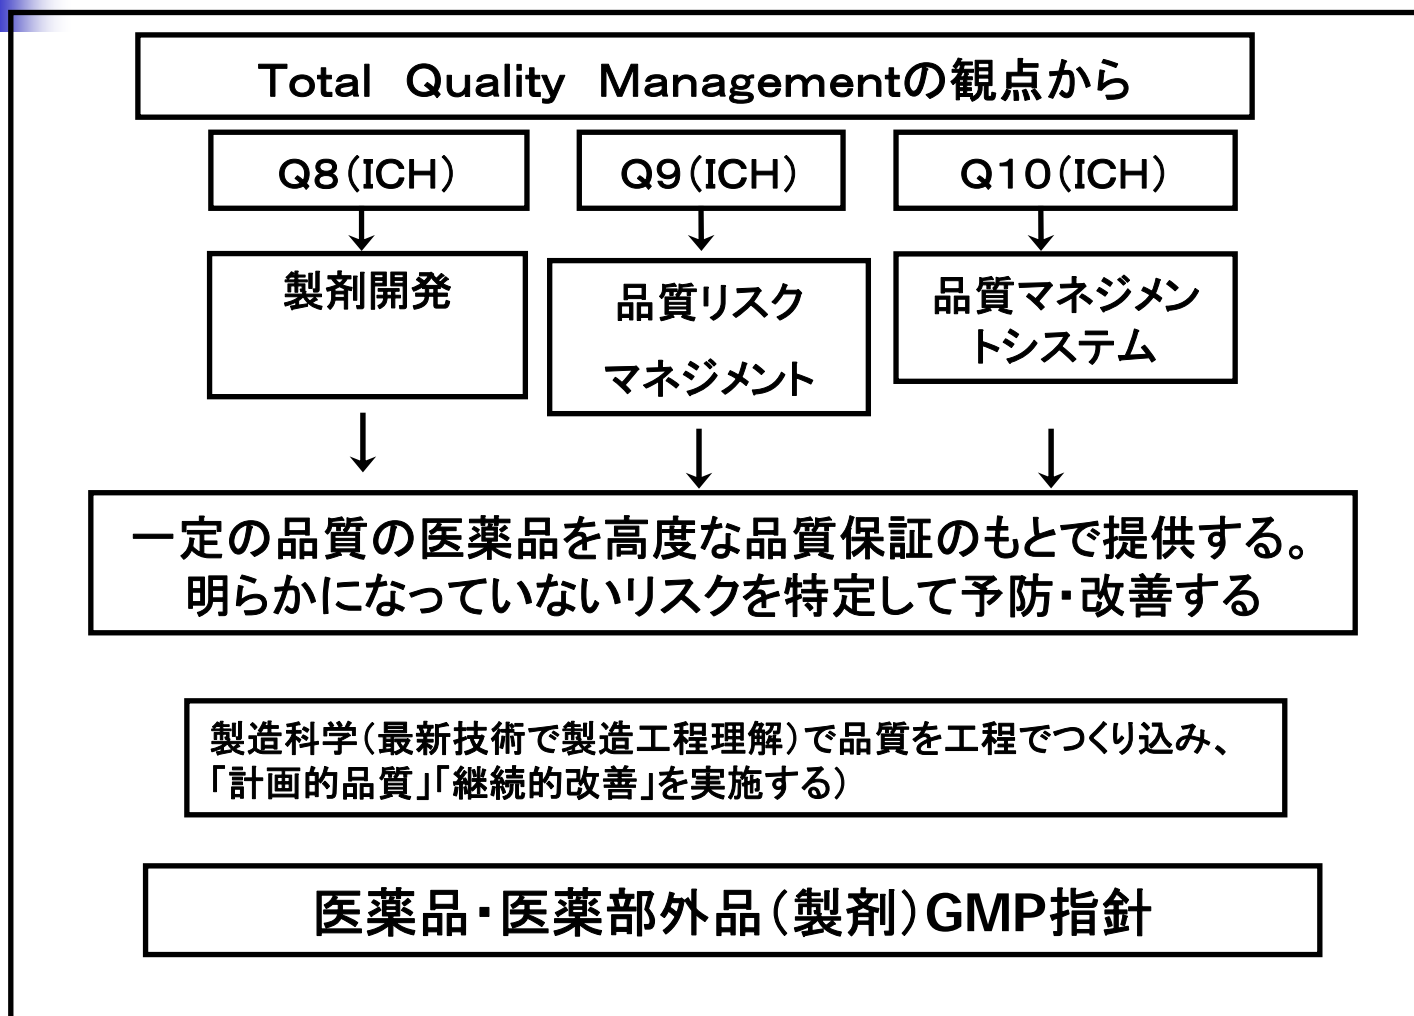 Ｔｏｔａｌ　Ｑｕａｌｉｔｙ　Ｍａｎａｇｅｍｅｎｔの観点から
Ｑ８（ＩＣＨ）
Ｑ９（ＩＣＨ）
Ｑ１０（ＩＣＨ）
製剤開発
品質リスク
マネジメント
品質マネジメン
トシステム
一定の品質の医薬品を高度な品質保証のもとで提供する。
明らかになっていないリスクを特定して予防・改善する
製造科学（最新技術で製造工程理解）で品質を工程でつくり込み、
「計画的品質」「継続的改善」を実施する）
医薬品・医薬部外品（製剤）GMP指針